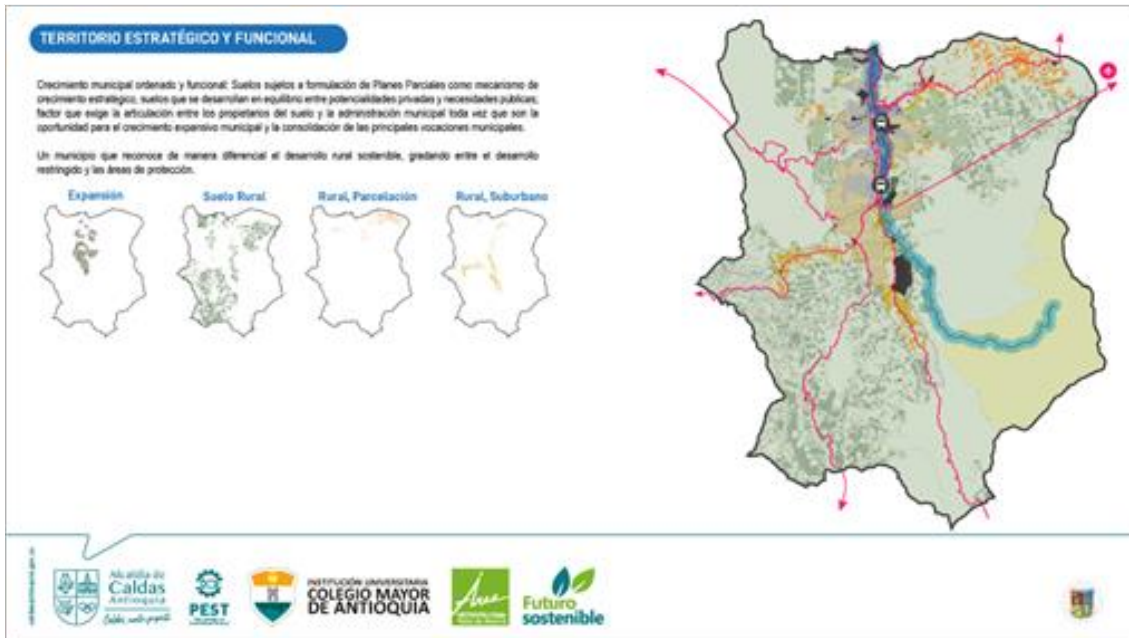 TERRITORIO ESTRATÉGICO Y FUNCIONAL
Crecimiento municipal ordenado y funcional: Suelos sujetos a formulación de Planes Parciales como mecanismo de
crecimiento estratégico, suelos que se desarrollan en equilibrio entre potencialidades privadas y necesidades públicas;
factor que exige la articulación entre los propietarios del suelo y la administración municipal toda vez que son la
oportunidad para el crecimiento expansivo municipal y la consolidación de las principales vocaciones municipales.
Un municipio que reconoce de manera diferencial el desarrollo rural sostenible, gradando entre el desarrollo
restringido y las áreas de protección.
Expansión
Suelo Rural
Rural, Parcelación
Rural, Suburbano
Alcaldía de
Caldas
Antioquia
PEST
INSTITUCIÓN UNIVERSITARIA
COLEGIO MAYOR
DE ANTIOQUIA
Área
Futuro
sostenible